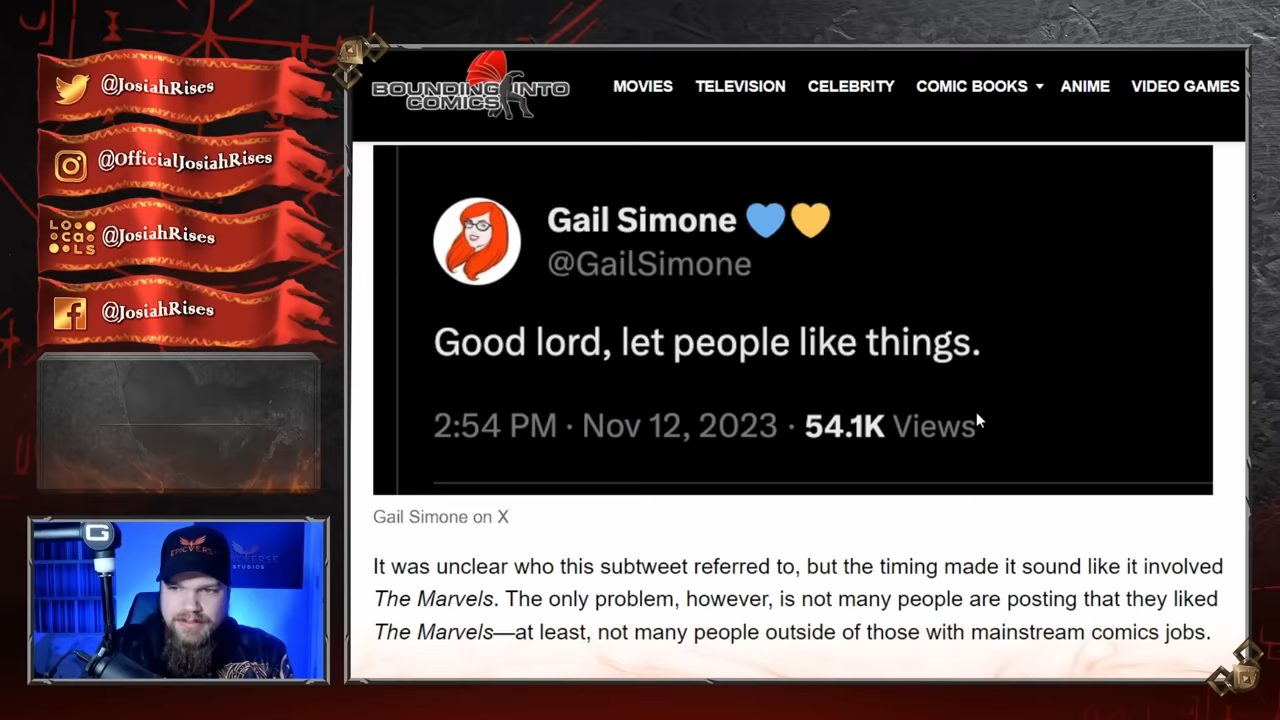 @JosiahRises
@OfficialJosiahRises
LOCALS
@JosiahRises
@JosiahRises
BOUNDING INTO
COMICS
MOVIES TELEVISION CELEBRITY COMIC BOOKS ANIME VIDEO GAMES
Gail Simone 💙💛
@GailSimone
Good lord, let people like things.
2:54 PM · Nov 12, 2023 · 54.1K Views
Gail Simone on X
It was unclear who this subtweet referred to, but the timing made it sound like it involved
The Marvels. The only problem, however, is not many people are posting that they liked
The Marvels—at least, not many people outside of those with mainstream comics jobs.
G
EPICVERSE
STUDIOS